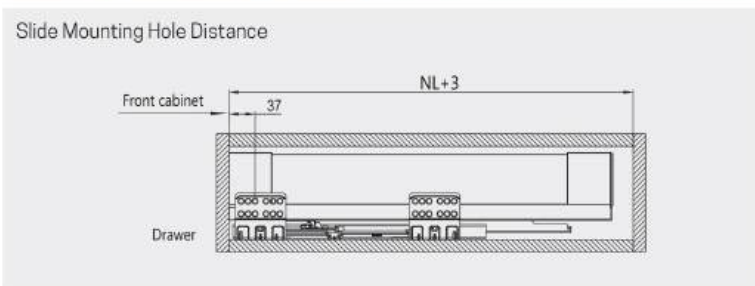 Slide Mounting Hole Distance
NL+3
Front cabinet
37
Drawer